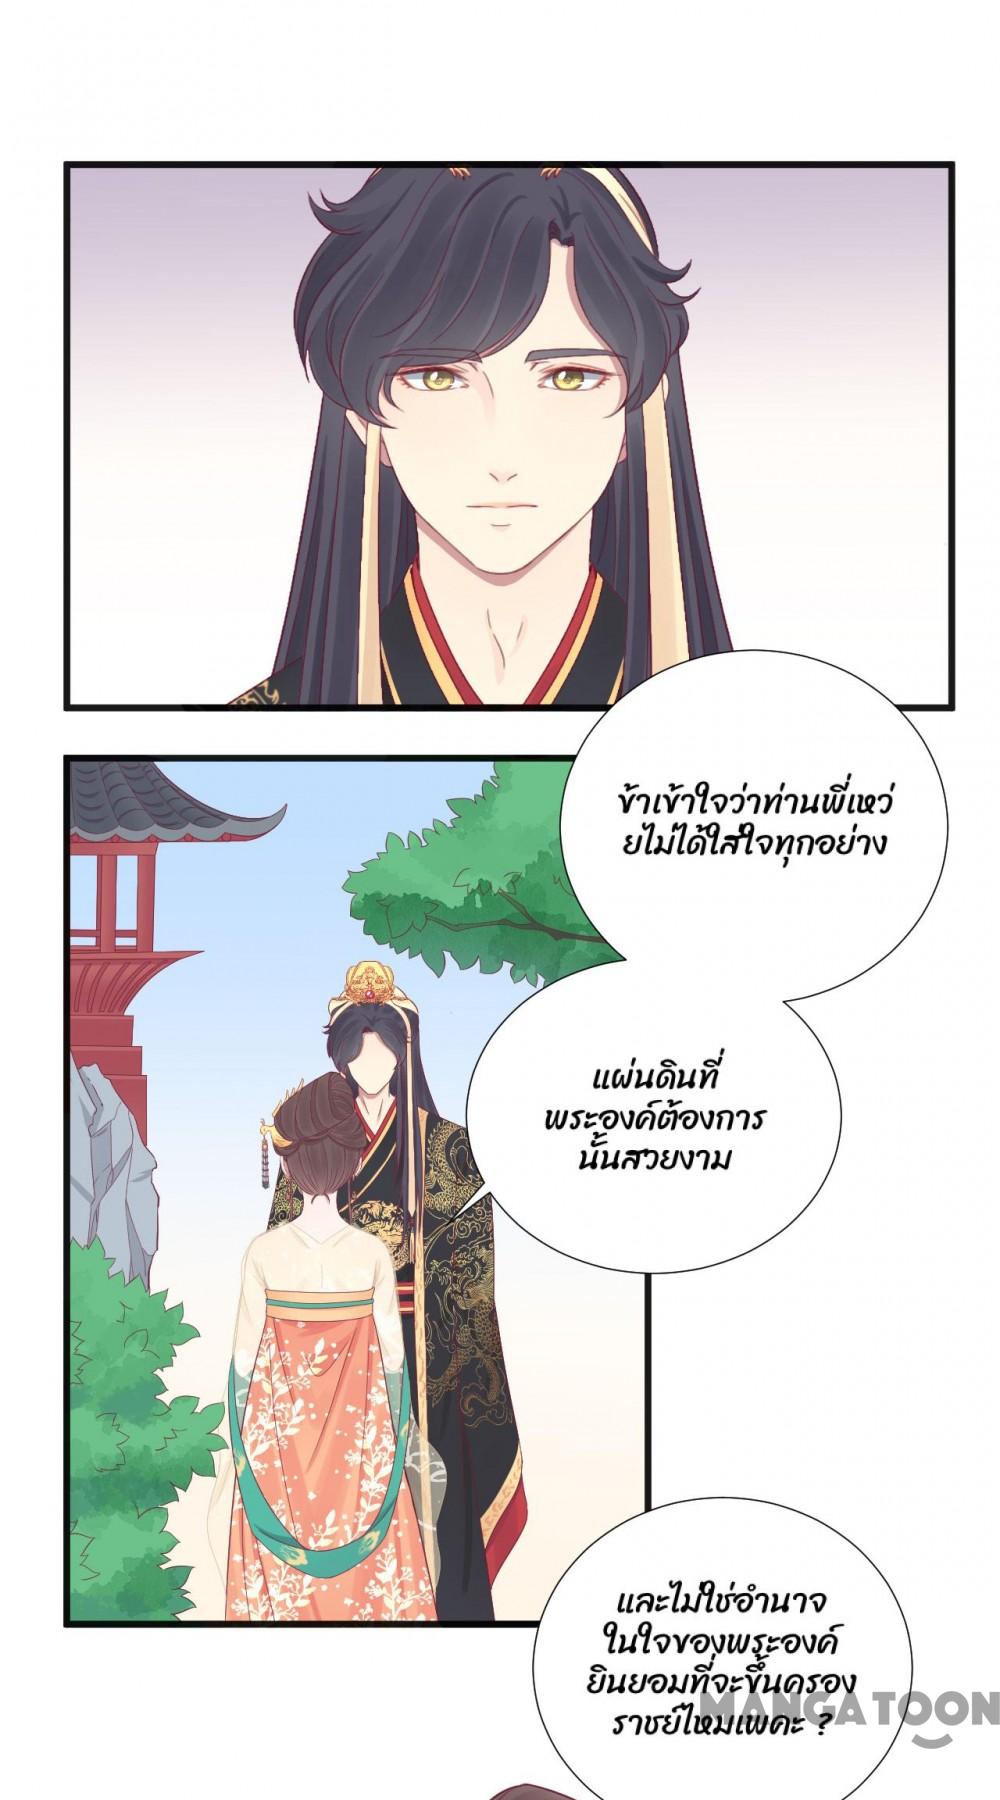 ข้าเข้าใจว่าท่านพี่เหว่
ยไม่ได้ใส่ใจทุกอย่าง
แผ่นดินที่
พระองค์ต้องการ
นั้นสวยงาม
และไม่ใช่อำนาจ
ในใจของพระองค์
ยินยอมที่จะขึ้นครอง
ราชย์ไหมเพคะ ?
MANGATOON